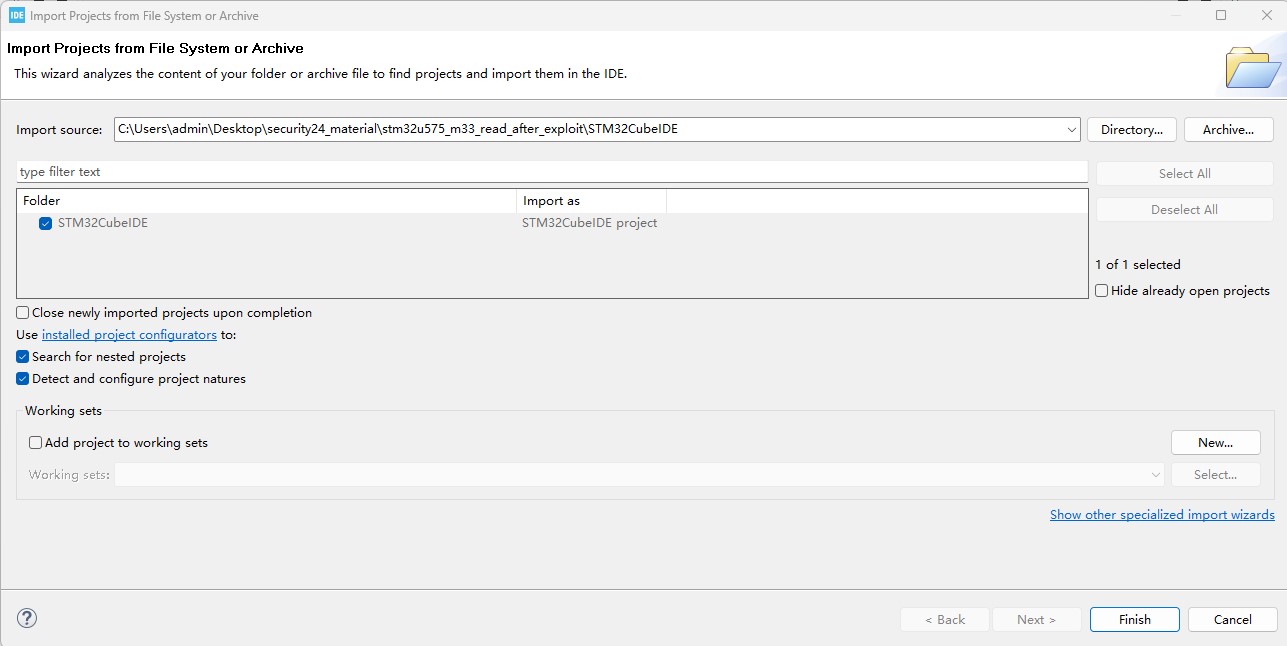 IDE Import Projects from File System or Archive
Import Projects from File System or Archive
This wizard analyzes the content of your folder or archive file to find projects and import them in the IDE.
Import source: C:\Users\admin\Desktop\security24_material\stm32u575_m33_read_after_exploit\STM32CubeIDE Directory... Archive...
type filter text Select All
Folder Import as
Deselect All
STM32CubeIDE STM32CubeIDE project
1 of 1 selected
Hide already open projects
Close newly imported projects upon completion
Use installed project configurators to:
Search for nested projects
Detect and configure project natures
Working sets
Add project to working sets New...
Working sets: Select...
Show other specialized import wizards
? < Back Next > Finish Cancel